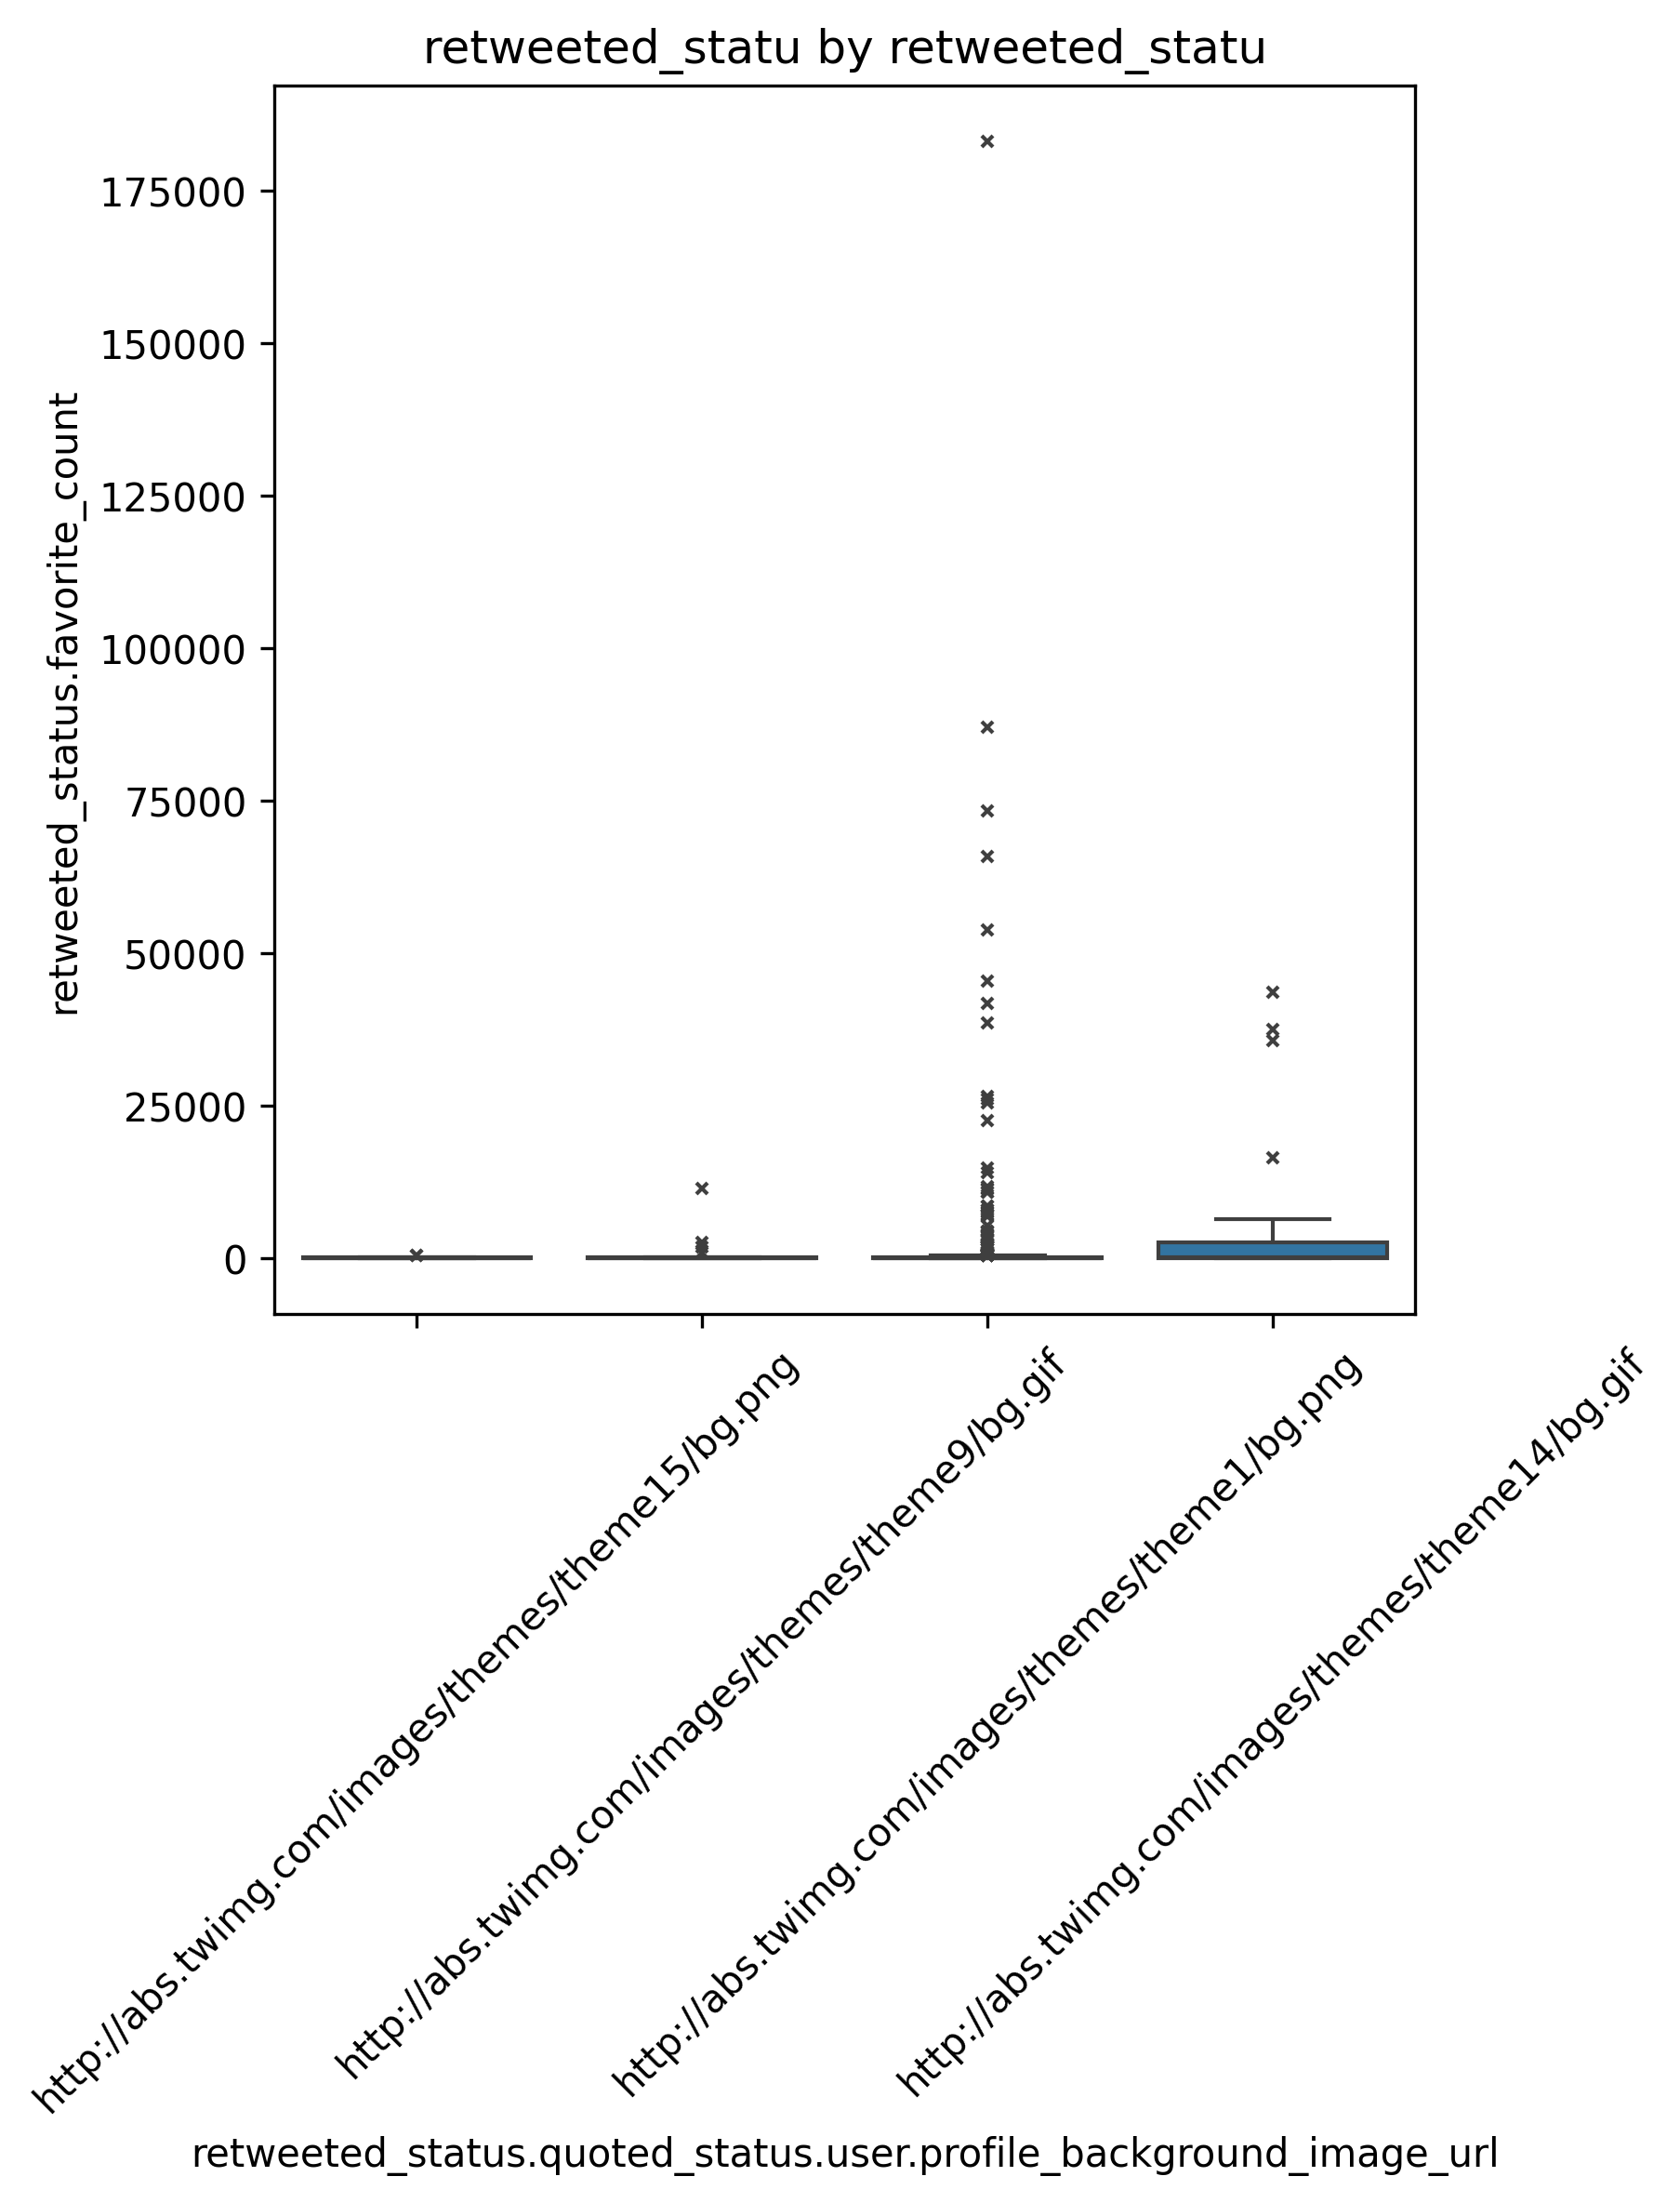 retweeted_statu by retweeted_statu
retweeted_status.favorite_count
175000
150000
125000
100000
75000
50000
25000
0
http://abs.twimg.com/images/themes/theme15/bg.png
http://abs.twimg.com/images/themes/theme9/bg.gif
http://abs.twimg.com/images/themes/theme1/bg.png
http://abs.twimg.com/images/themes/theme14/bg.gif
retweeted_status.quoted_status.user.profile_background_image_url